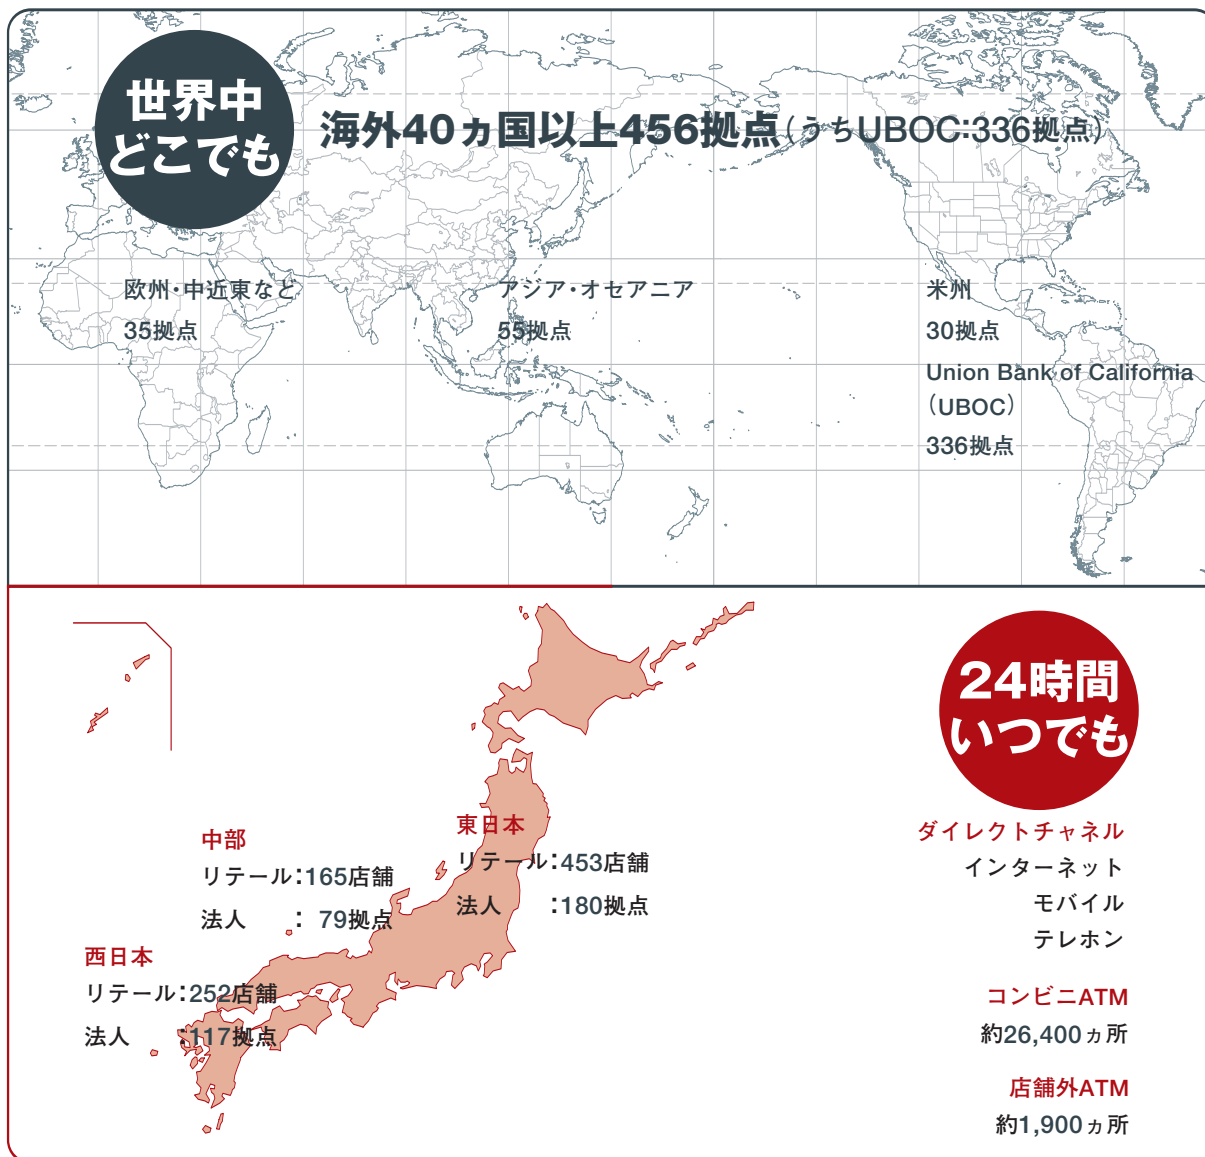 世界中
どこでも
海外40ヵ国以上456拠点(うちUBOC:336拠点)
欧州・中近東など
35拠点
アジア・オセアニア
55拠点
米州
30拠点
Union Bank of California
(UBOC)
336拠点
24時間
いつでも
東日本
リテール:453店舗
法人 :180拠点
中部
リテール:165店舗
法人 : 79拠点
西日本
リテール:252店舗
法人 :117拠点
ダイレクトチャネル
インターネット
モバイル
テレホン
コンビニATM
約26,400ヵ所
店舗外ATM
約1,900ヵ所